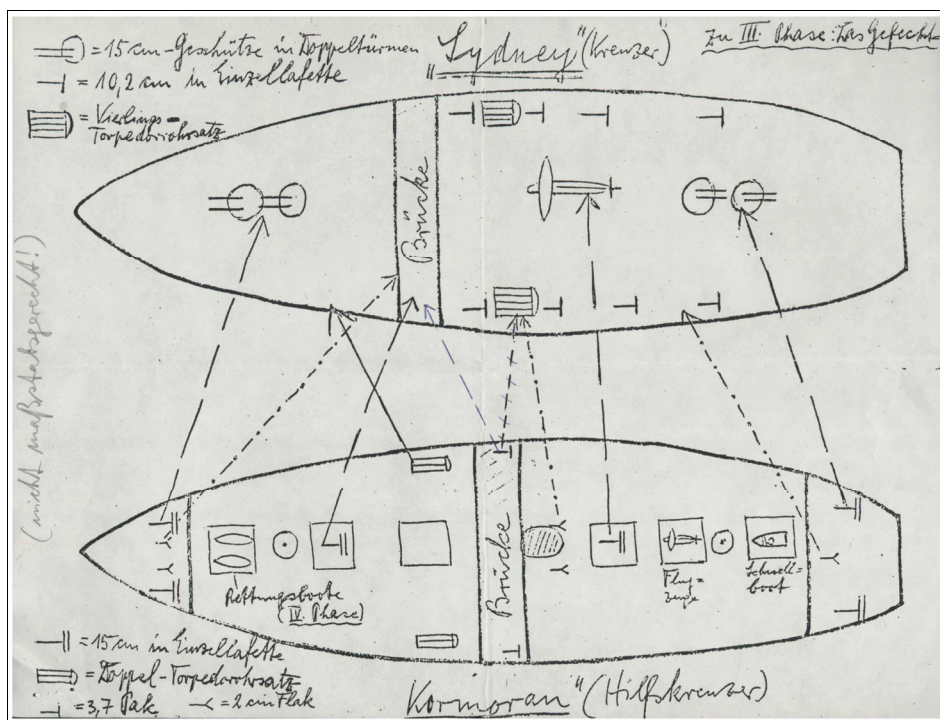 = 15 cm-Geschütze in Doppeltürmen
"Sydney" (Kreuzer)
Zu III. Phase: Das Gefecht
= 10,2 cm in Einzellafette
= Vierlings-
Torpedorohrsatz
Brücke
(nicht maßstabsgerecht!)
Brücke
Rettungsboote
(IV. Phase)
Flug=
zeuge
Schnell=
boot
= 15 cm in Einzellafette
= Doppel-Torpedorohrsatz
= 3,7 Pak
= 2 cm Flak
Kormoran" (Hilfskreuzer)